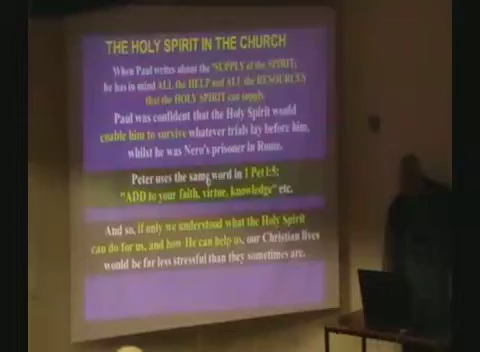 THE HOLY SPIRIT IN THE CHURCH
When Paul writes about the "SUPPLY of the SPIRIT,
he has in mind ALL the HELP and ALL the RESOURCES
that the HOLY SPIRIT can supply.
Paul was confident that the Holy Spirit would
enable him to survive whatever trials lay before him,
whilst he was Nero's prisoner in Rome.
Peter uses the same word in 1 Pet 1:5;
"ADD to your faith, virtue, knowledge" etc.
And so, if only we understood what the Holy Spirit
can do for us, and how He can help us, our Christian lives
would be far less stressful than they sometimes are.